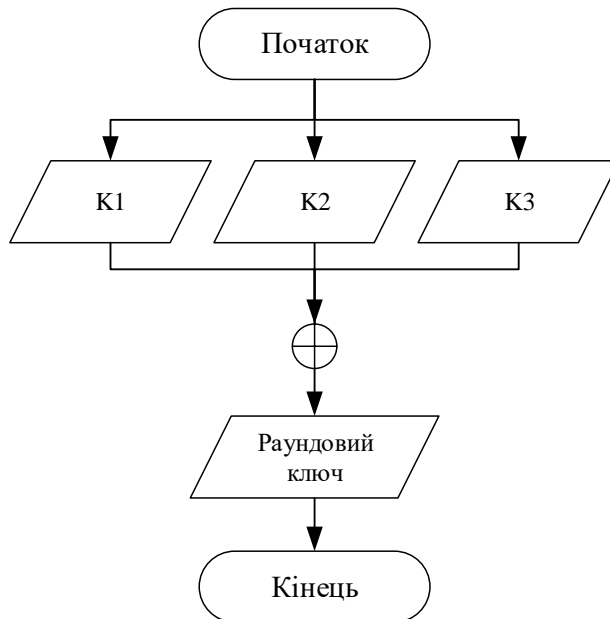 Початок
K1
K2
K3
Раундовий
ключ
Кінець